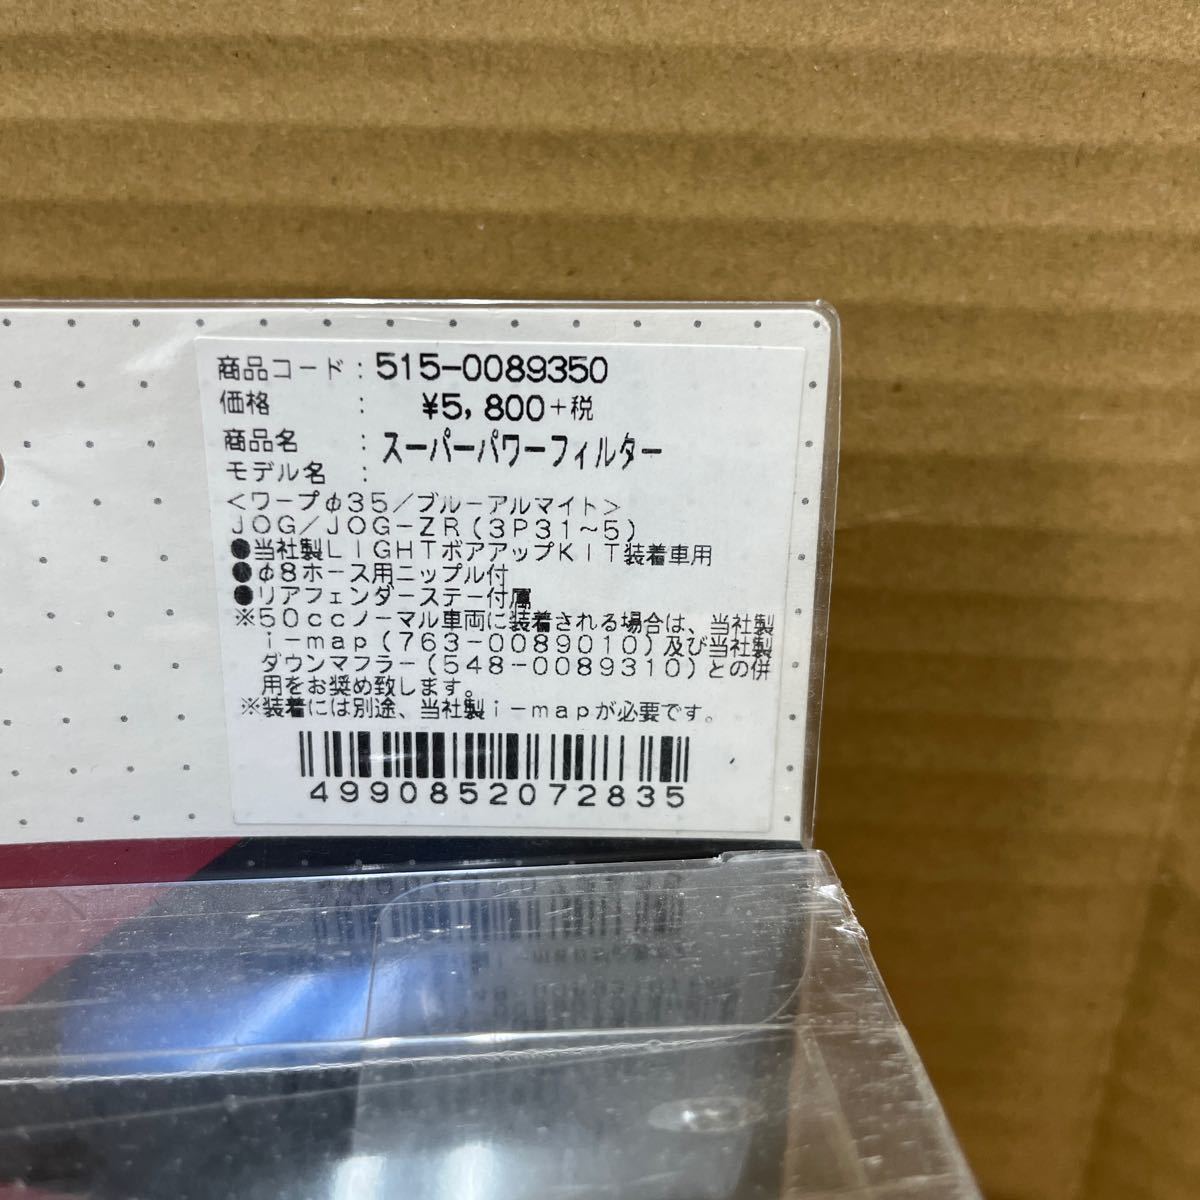 商品コード：515-0089350
価格　　　：　¥5,800+税
商品名　　：スーパーパワーフィルター
モデル名　：
＜ワープφ35／ブルーアルマイト＞
JOG／JOG-ZR（3P31～5）
●当社製LIGHTボアアップKIT装着車用
●φ8ホース用ニップル付
●リアフェンダーステー付属
※50ccノーマル車両に装着される場合は、当社製
i-map（763-0089010）及び当社製
ダウンマフラー（548-0089310）との併
用をお奨め致します。
※装着には別途、当社製i-mapが必要です。
4990852072835